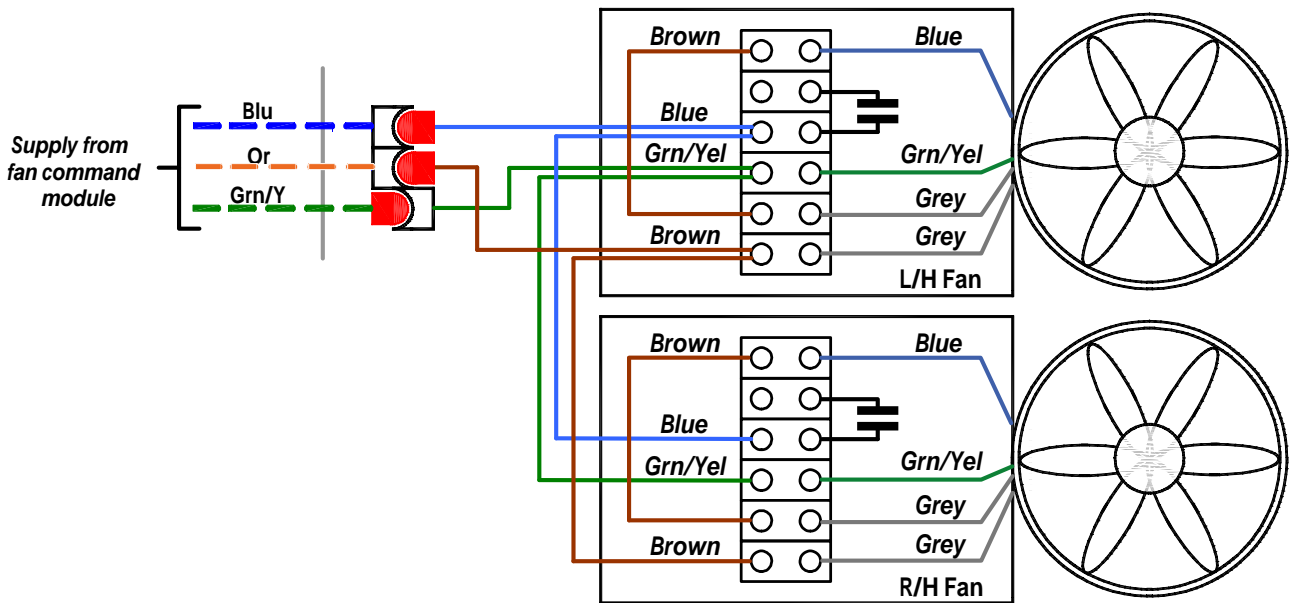 Brown
Blue
Blu
Blue
Supply from
fan command
module
Or
Grn/Yel
Grn/Yel
Grn/Y
Grey
Brown
Grey
L/H Fan
Brown
Blue
Blue
Grn/Yel
Grn/Yel
Grey
Brown
Grey
R/H Fan